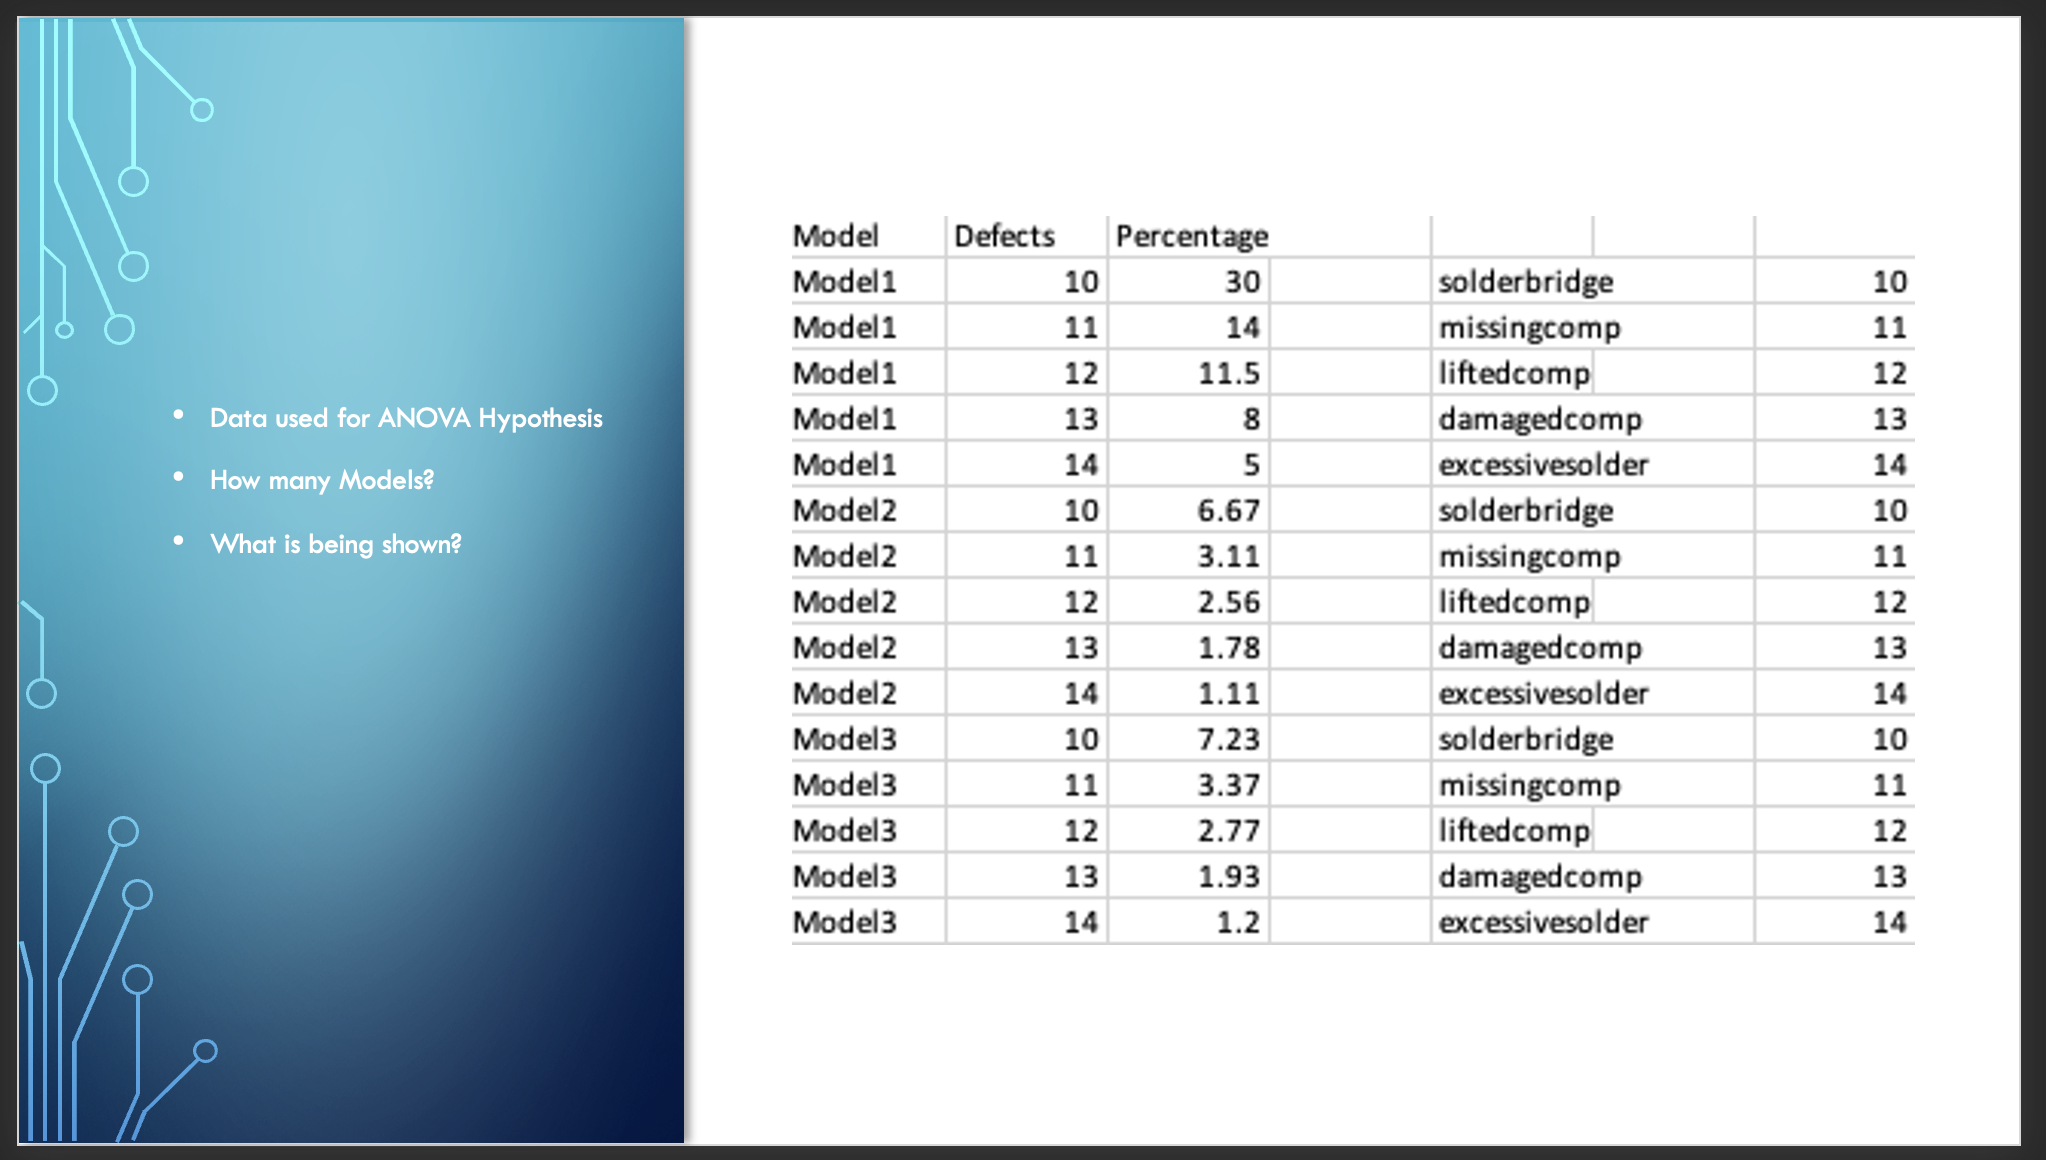 Data used for ANOVA Hypothesis
How many Models?
What is being shown?
Model Defects Percentage
Model1 10 30 solderbridge 10
Model1 11 14 missingcomp 11
Model1 12 11.5 liftedcomp 12
Model1 13 8 damagedcomp 13
Model1 14 5 excessivesolder 14
Model2 10 6.67 solderbridge 10
Model2 11 3.11 missingcomp 11
Model2 12 2.56 liftedcomp 12
Model2 13 1.78 damagedcomp 13
Model2 14 1.11 excessivesolder 14
Model3 10 7.23 solderbridge 10
Model3 11 3.37 missingcomp 11
Model3 12 2.77 liftedcomp 12
Model3 13 1.93 damagedcomp 13
Model3 14 1.2 excessivesolder 14